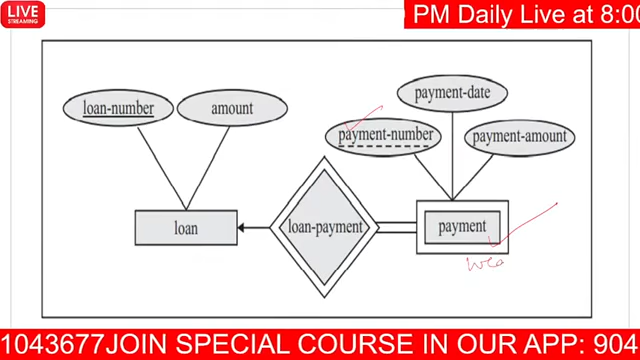 LIVE
STREAMING
PM Daily Live at 8:00
payment-date
loan-number
amount
payment-number
payment-amount
loan
loan-payment
payment
wea
1043677JOIN SPECIAL COURSE IN OUR APP: 904